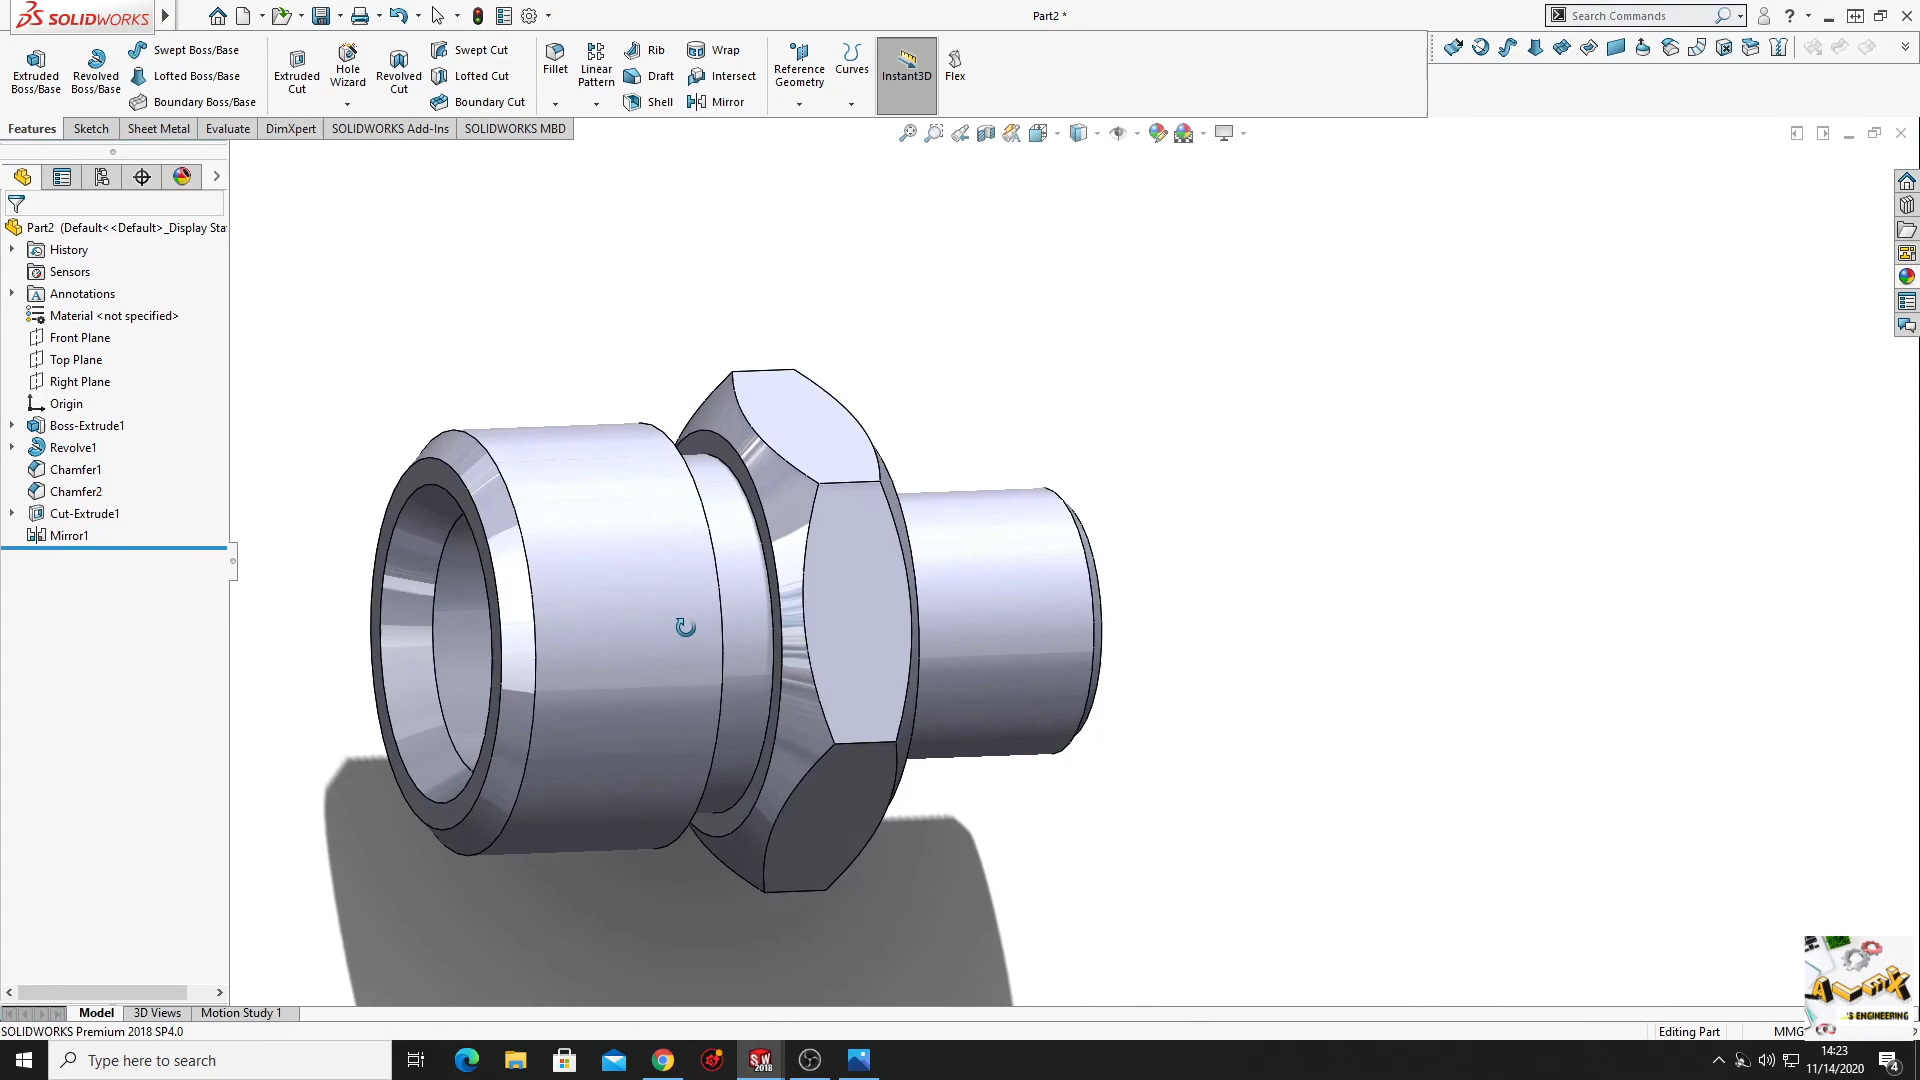 SOLIDWORKS
Part2 *
Search Commands
Extruded Boss/Base
Revolved Boss/Base
Swept Boss/Base
Lofted Boss/Base
Boundary Boss/Base
Extruded Cut
Hole Wizard
Revolved Cut
Swept Cut
Lofted Cut
Boundary Cut
Fillet
Linear Pattern
Rib
Draft
Shell
Wrap
Intersect
Mirror
Reference Geometry
Curves
Instant3D
Flex
Features
Sketch
Sheet Metal
Evaluate
DimXpert
SOLIDWORKS Add-Ins
SOLIDWORKS MBD
Part2 (Default<<Default>_Display Sta
History
Sensors
Annotations
Material <not specified>
Front Plane
Top Plane
Right Plane
Origin
Boss-Extrude1
Revolve1
Chamfer1
Chamfer2
Cut-Extrude1
Mirror1
Model
3D Views
Motion Study 1
SOLIDWORKS Premium 2018 SP4.0
Editing Part
MMG
'S ENGINEERING
Type here to search
SW
2018
14:23
11/14/2020
4